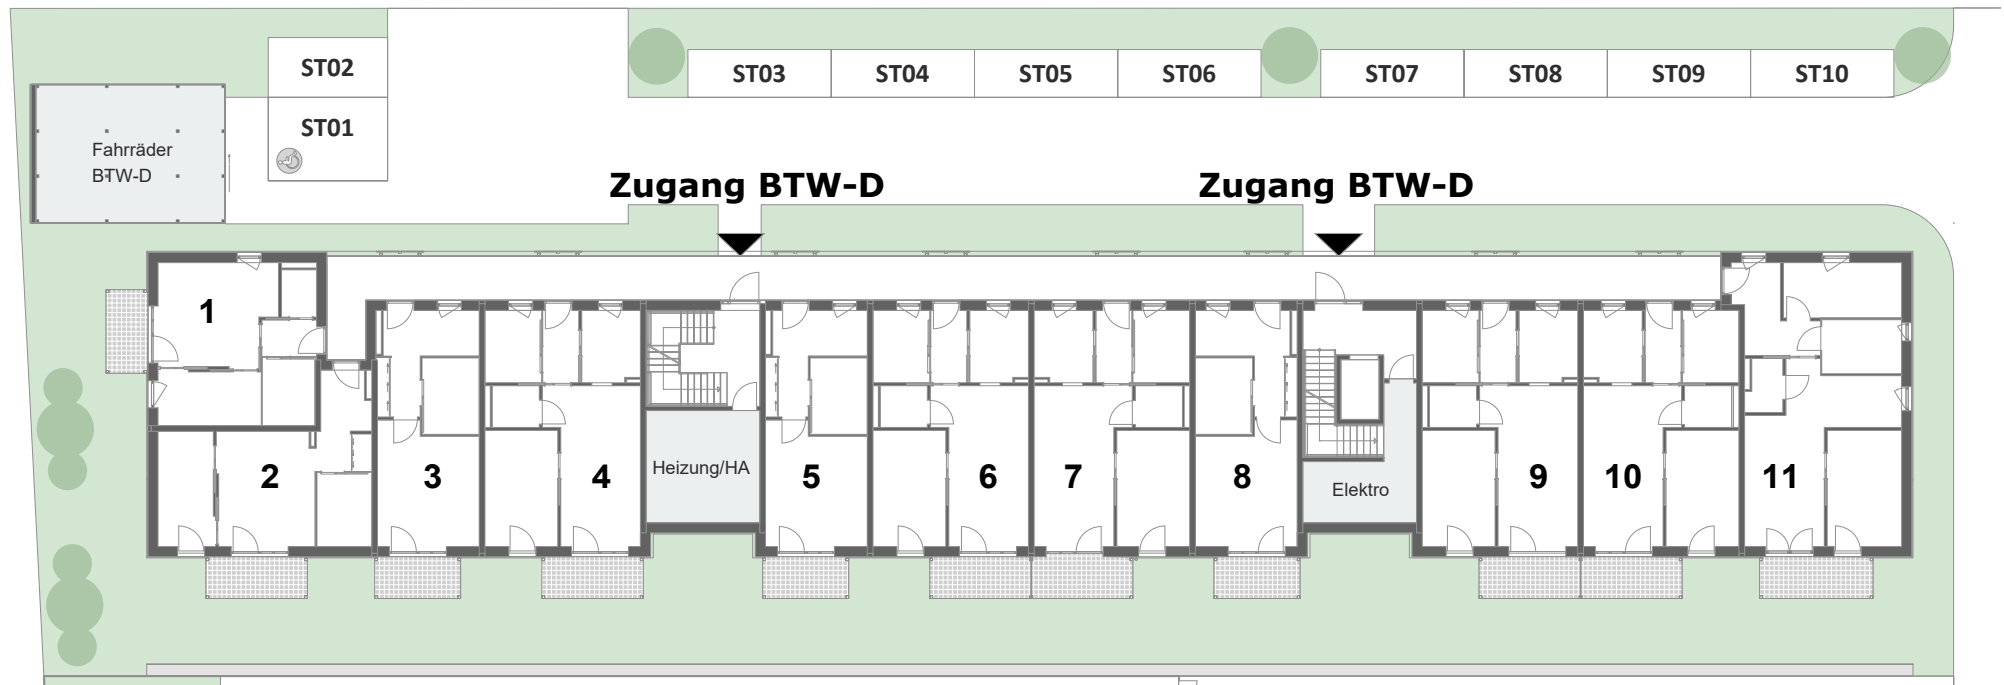 ST02
ST03 ST04 ST05 ST06 ST07 ST08 ST09 ST10
ST01
Fahrräder
BTW-D
Zugang BTW-D Zugang BTW-D
1
2 3 4 Heizung/HA 5 6 7 8 Elektro 9 10 11